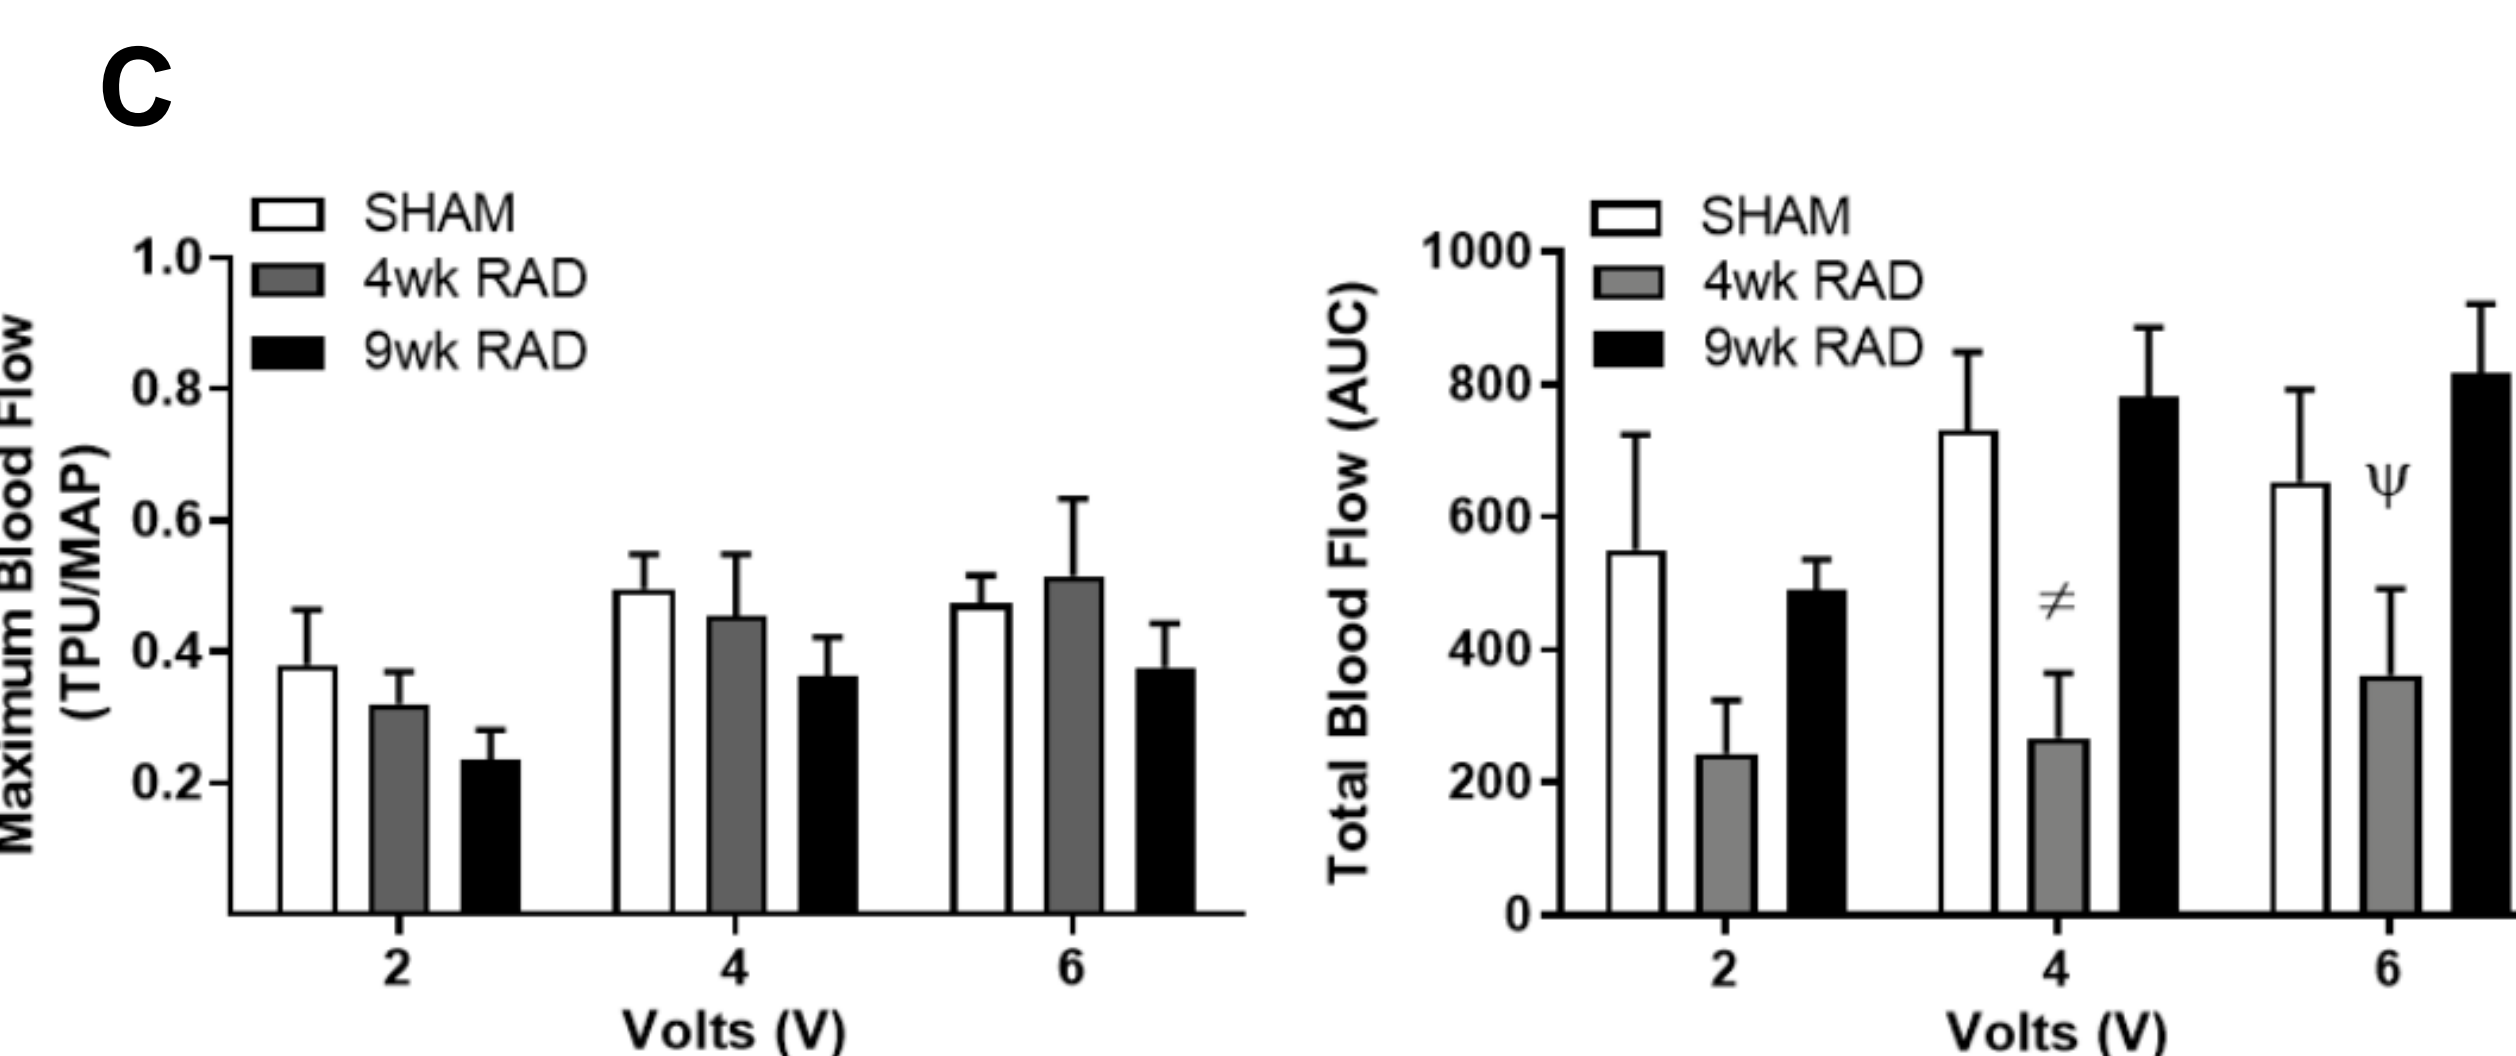 C
SHAM
4wk RAD
9wk RAD
Maximum Blood Flow
(TPU/MAP)
1.0
0.8
0.6
0.4
0.2
2
4
6
Volts (V)
SHAM
4wk RAD
9wk RAD
Total Blood Flow (AUC)
1000
800
600
400
200
0
≠
ψ
2
4
6
Volts (V)